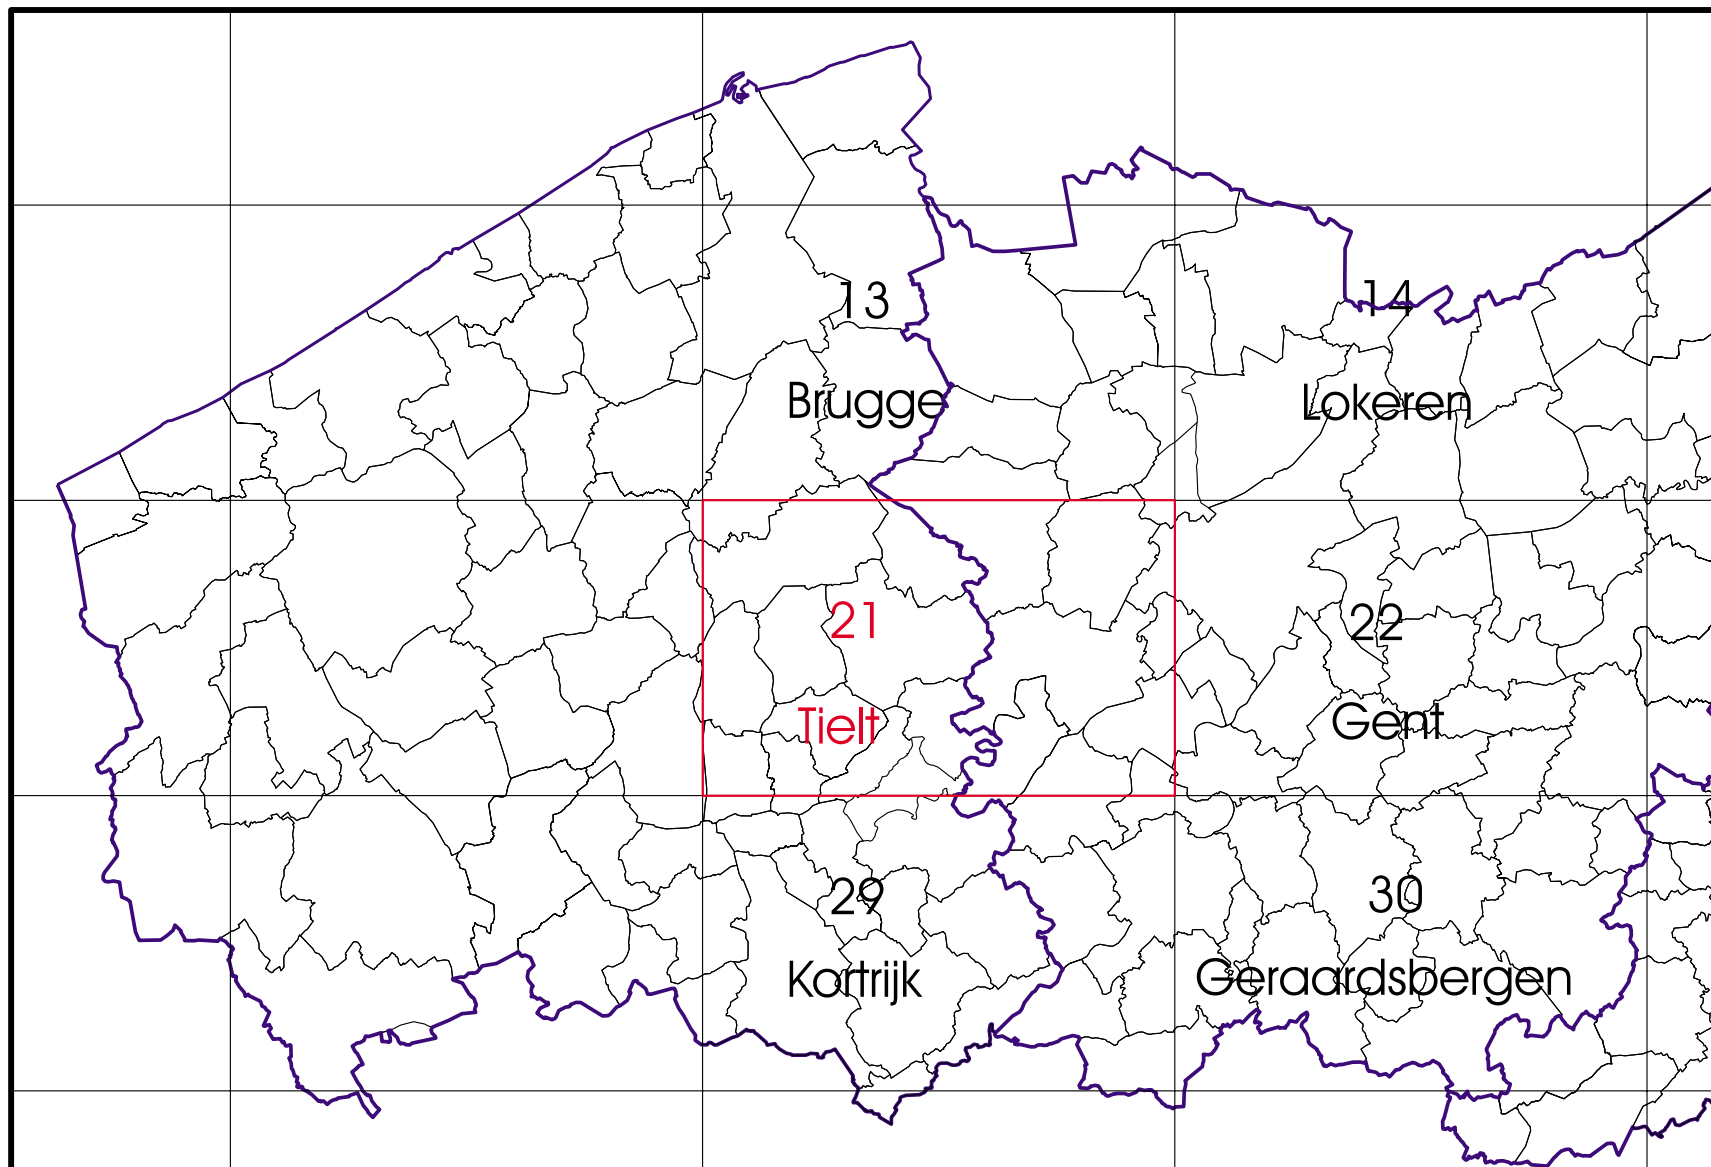 13
14
Brugge
Lokeren
21
22
Tielt
Gent
29
30
Kortrijk
Geraardsbergen